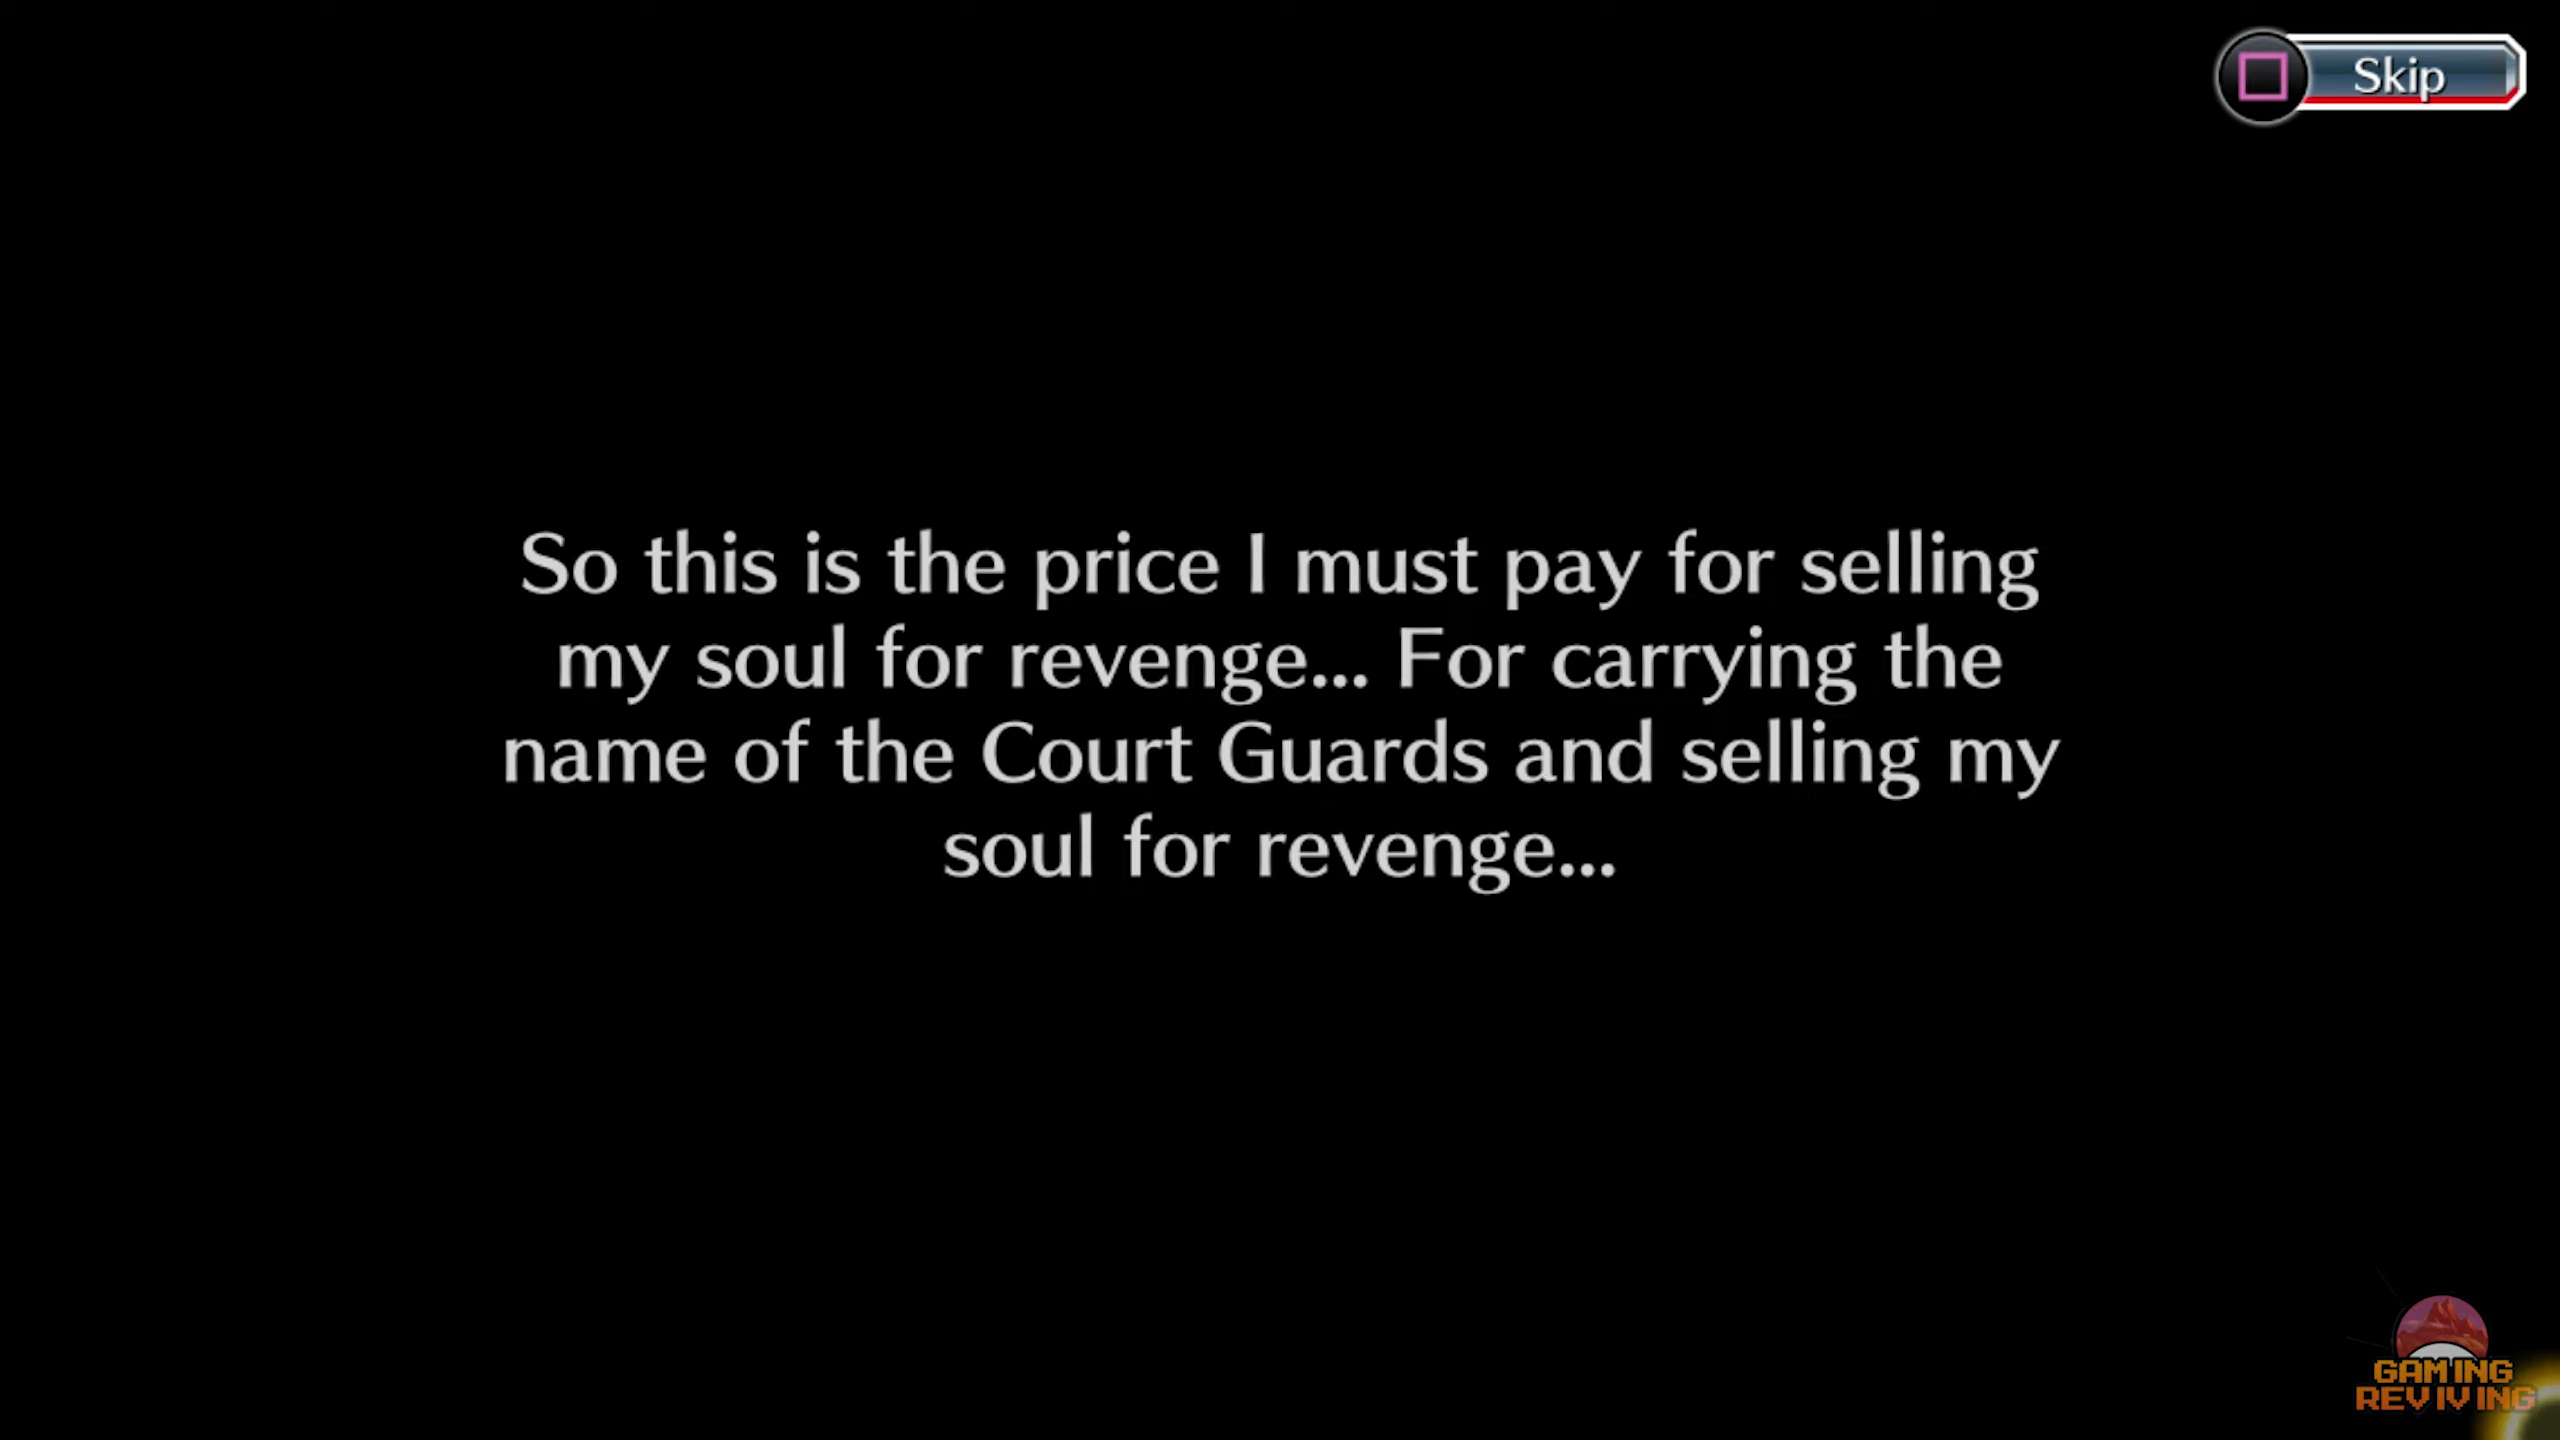 Skip
So this is the price I must pay for selling
my soul for revenge... For carrying the
name of the Court Guards and selling my
soul for revenge...
GAMING
REVIVING